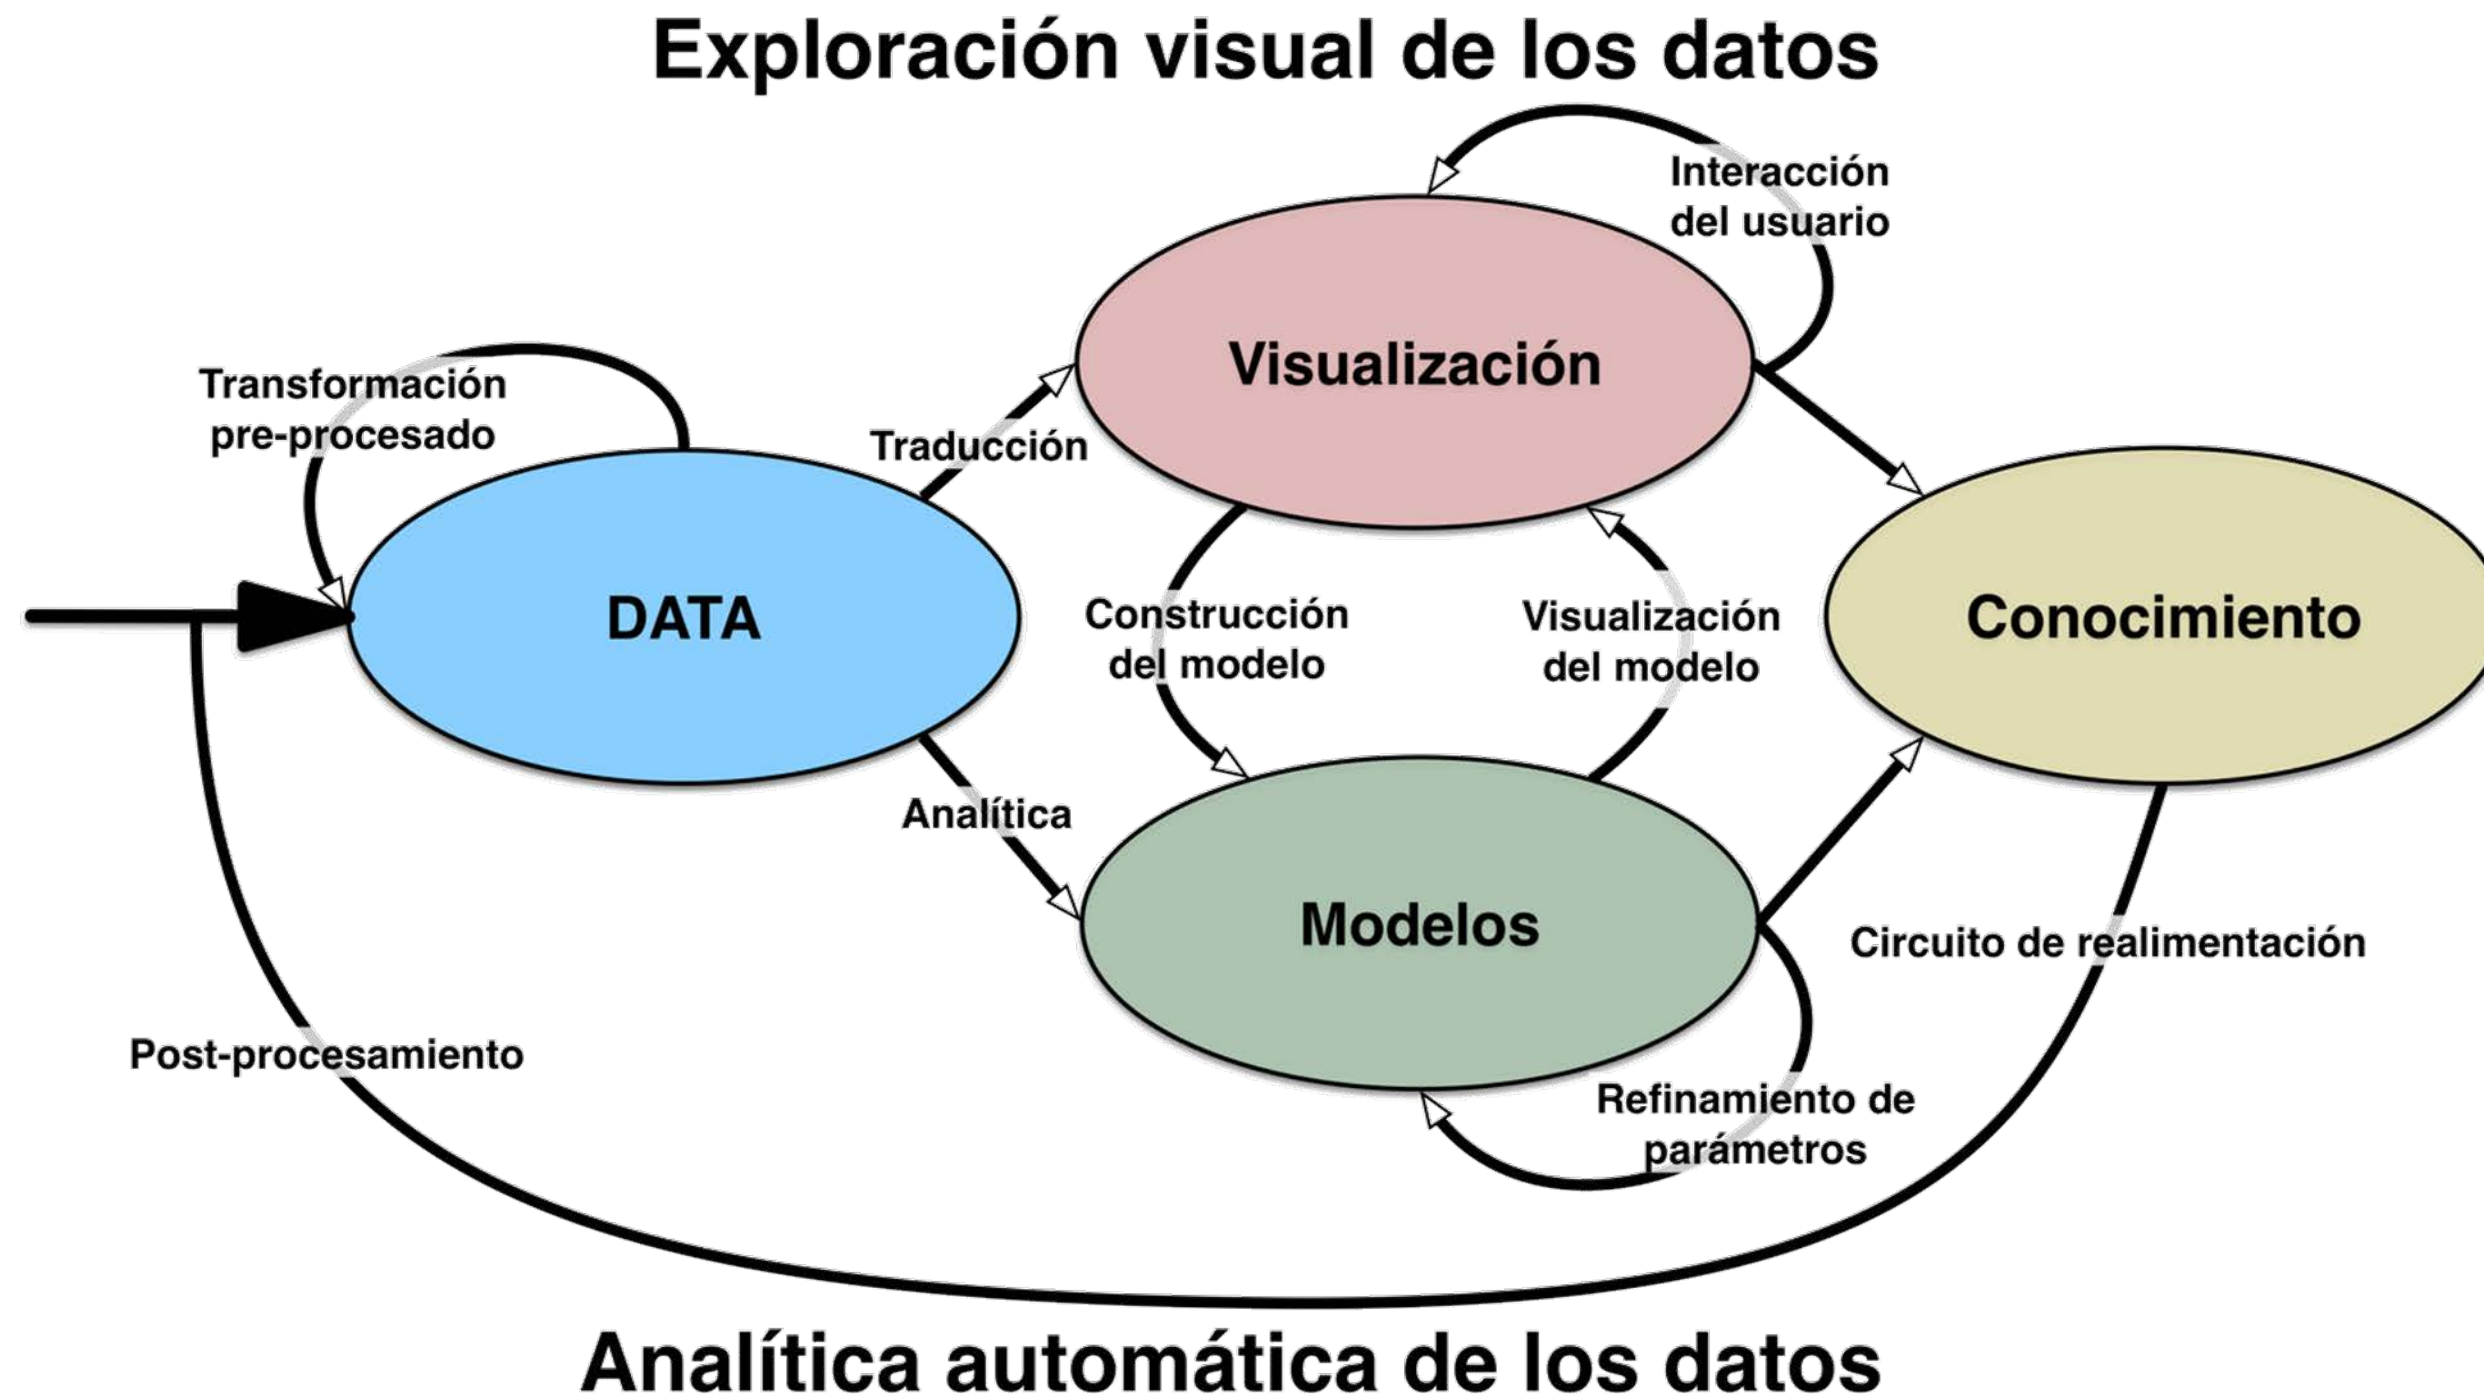 Exploración visual de los datos
Interacción
del usuario
Transformación
pre-procesado
Visualización
Traducción
DATA
Construcción
del modelo
Visualización
del modelo
Conocimiento
Analítica
Modelos
Circuito de realimentación
Post-procesamiento
Refinamiento de
parámetros
Analítica automática de los datos